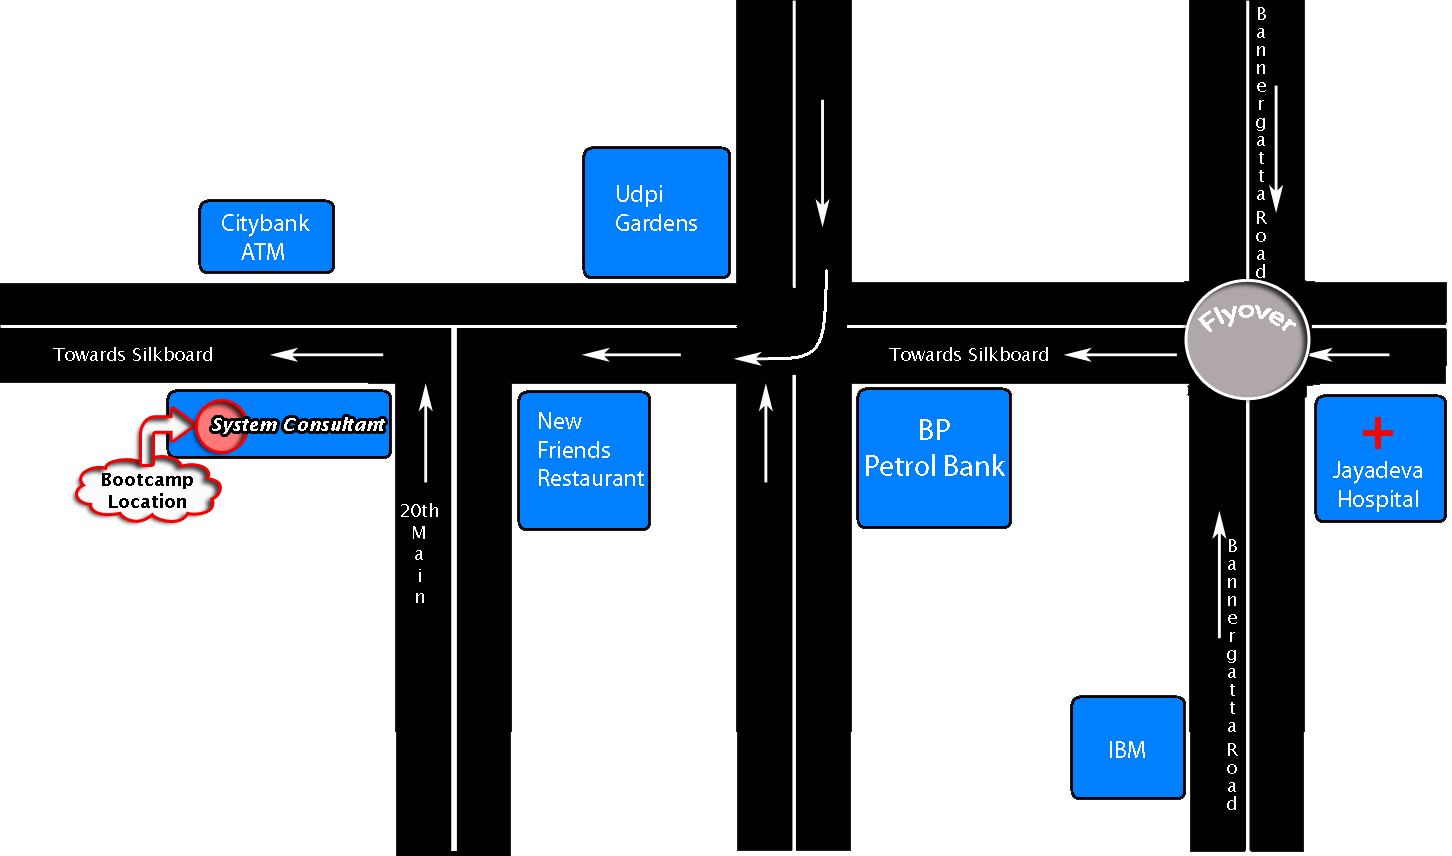 Bannergatta Road
Udpi
Gardens
Citybank
ATM
Flyover
Towards Silkboard
Towards Silkboard
System Consultant
Bootcamp
Location
New
Friends
Restaurant
BP
Petrol Bank
Jayadeva
Hospital
20th
Main
Bannergatta Road
IBM